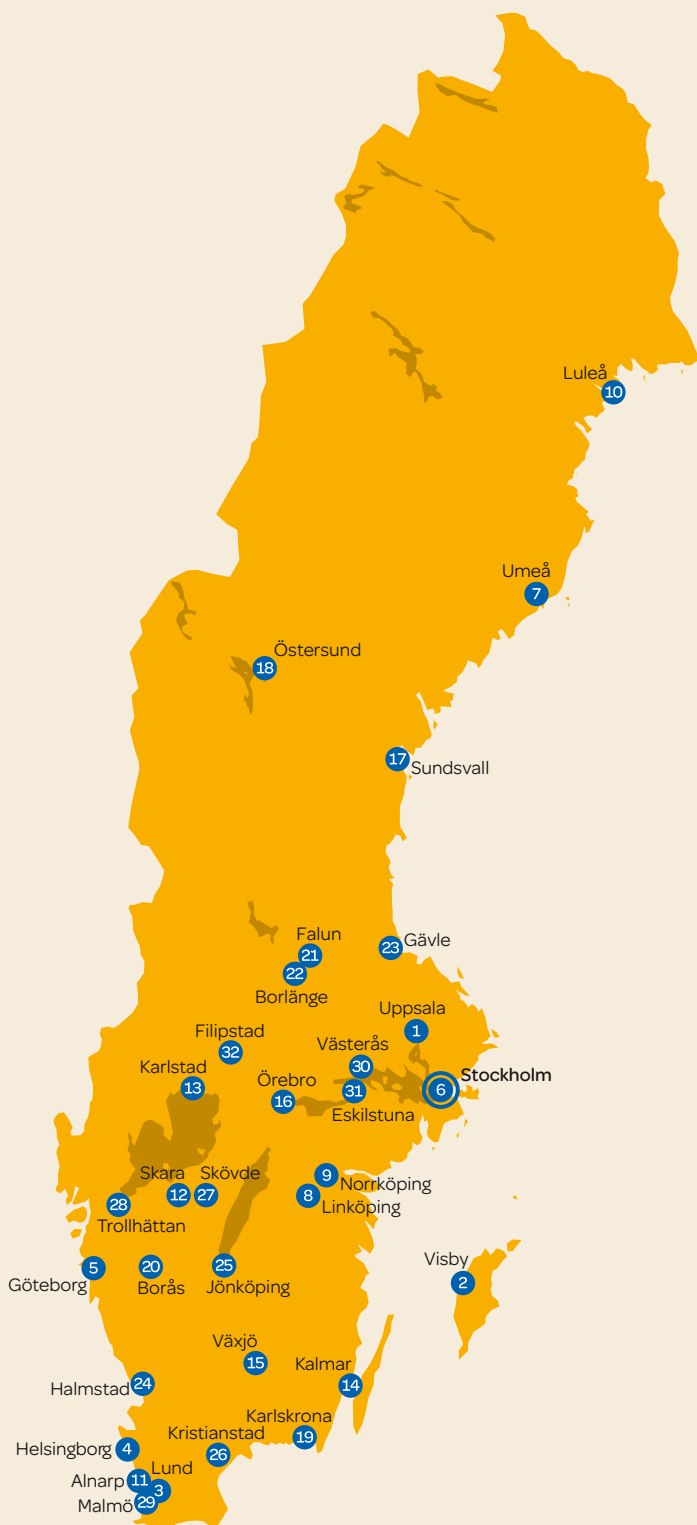 Luleå
10
Umeå
7
Östersund
18
17
Sundsvall
Falun
21
23
Gävle
22
Borlänge
Uppsala
1
Filipstad
32
Västerås
30
Karlstad
13
Örebro
16
31
Eskilstuna
Stockholm
6
Skara
12
Skövde
27
9
Norrköping
8
Linköping
28
Trollhättan
5
Göteborg
20
Borås
25
Jönköping
Visby
2
Växjö
15
Kalmar
14
Halmstad
24
Karlskrona
19
Kristianstad
26
Helsingborg
4
Alnarp
11
Lund
3
Malmö
29